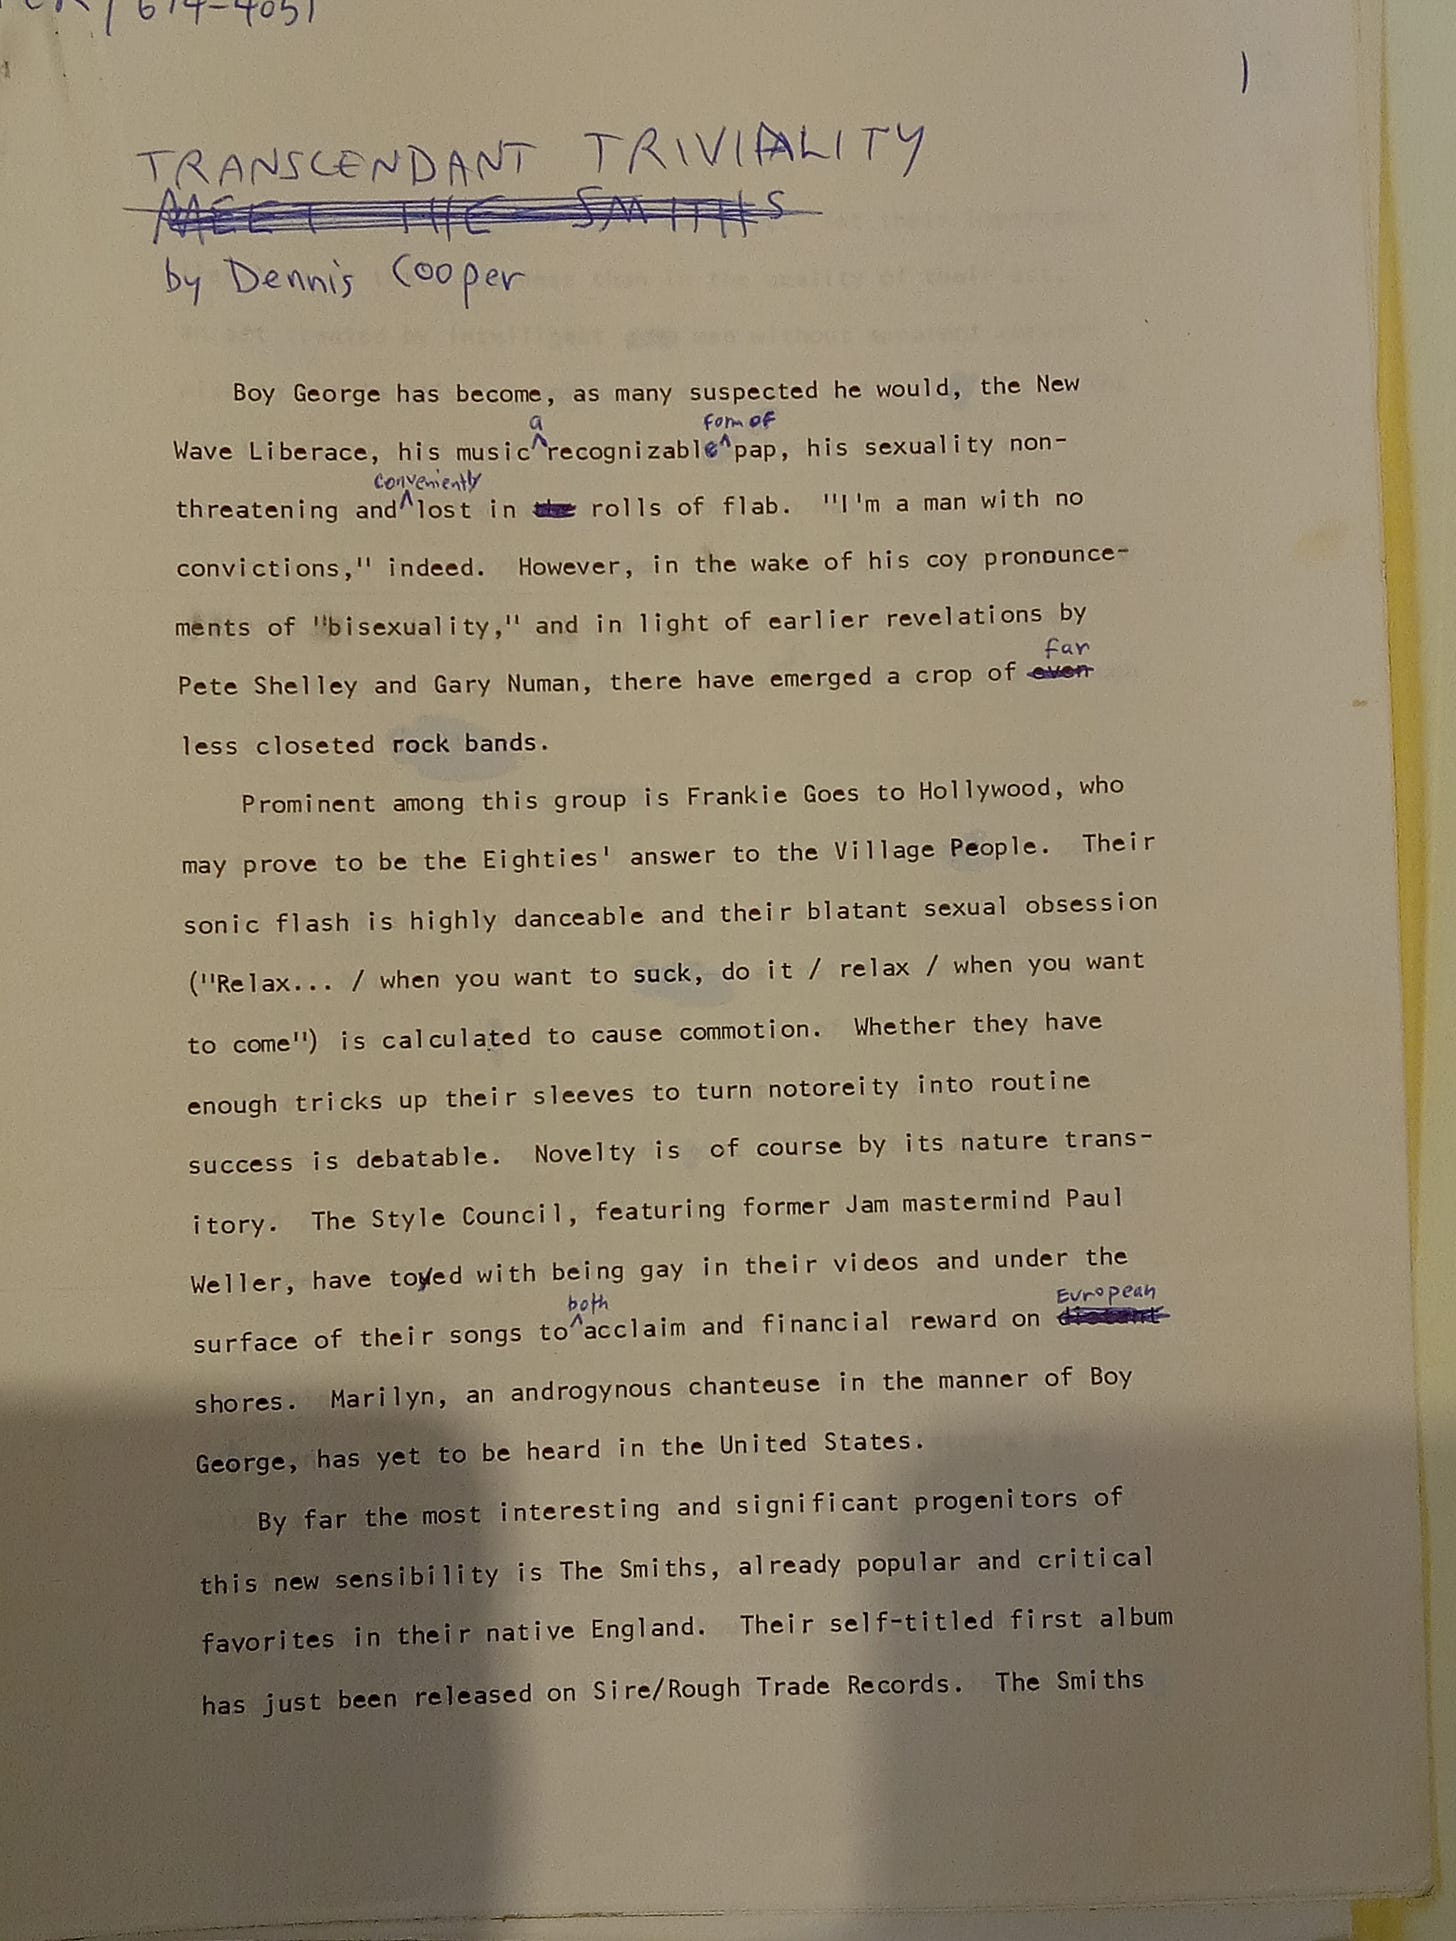 674-4051
1
TRANSCENDANT TRIVIALITY
MEET THE SMITHS
by Dennis Cooper
Boy George has become, as many suspected he would, the New
a form of
Wave Liberace, his music^recognizable^pap, his sexuality non-
conveniently
threatening and^lost in the rolls of flab. "I'm a man with no
convictions," indeed. However, in the wake of his coy pronounce-
ments of "bisexuality," and in light of earlier revelations by
far
Pete Shelley and Gary Numan, there have emerged a crop of even
less closeted rock bands.
Prominent among this group is Frankie Goes to Hollywood, who
may prove to be the Eighties' answer to the Village People. Their
sonic flash is highly danceable and their blatant sexual obsession
("Relax... / when you want to suck, do it / relax / when you want
to come") is calculated to cause commotion. Whether they have
enough tricks up their sleeves to turn notoreity into routine
success is debatable. Novelty is of course by its nature trans-
itory. The Style Council, featuring former Jam mastermind Paul
Weller, have toyed with being gay in their videos and under the
both European
surface of their songs to^acclaim and financial reward on distant
shores. Marilyn, an androgynous chanteuse in the manner of Boy
George, has yet to be heard in the United States.
By far the most interesting and significant progenitors of
this new sensibility is The Smiths, already popular and critical
favorites in their native England. Their self-titled first album
has just been released on Sire/Rough Trade Records. The Smiths